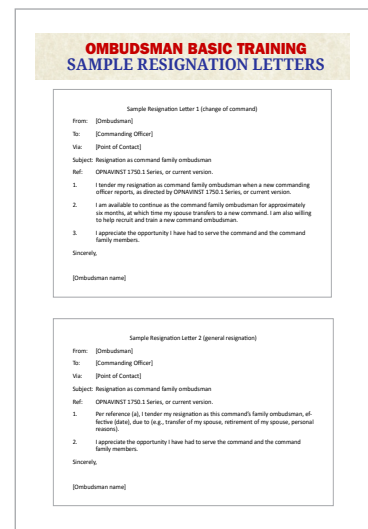 OMBUDSMAN BASIC TRAINING
SAMPLE RESIGNATION LETTERS
Sample Resignation Letter 1 (change of command)
From: [Ombudsman]
To: [Commanding Officer]
Via: [Point of Contact]
Subject: Resignation as command family ombudsman
Ref: OPNAVINST 1750.1 Series, or current version.
1. I tender my resignation as command family ombudsman when a new commanding
officer reports, as directed by OPNAVINST 1750.1 Series, or current version.
2. I am available to continue as the command family ombudsman for approximately
six months, at which time my spouse transfers to a new command. I am also willing
to help recruit and train a new command ombudsman.
3. I appreciate the opportunity I have had to serve the command and the command
family members.
Sincerely,
[Ombudsman name]
Sample Resignation Letter 2 (general resignation)
From: [Ombudsman]
To: [Commanding Officer]
Via: [Point of Contact]
Subject: Resignation as command family ombudsman
Ref: OPNAVINST 1750.1 Series, or current version.
1. Per reference (a), I tender my resignation as this command’s family ombudsman, ef-
fective (date), due to (e.g., transfer of my spouse, retirement of my spouse, personal
reasons).
2. I appreciate the opportunity I have had to serve the command and the command
family members.
Sincerely,
[Ombudsman name]